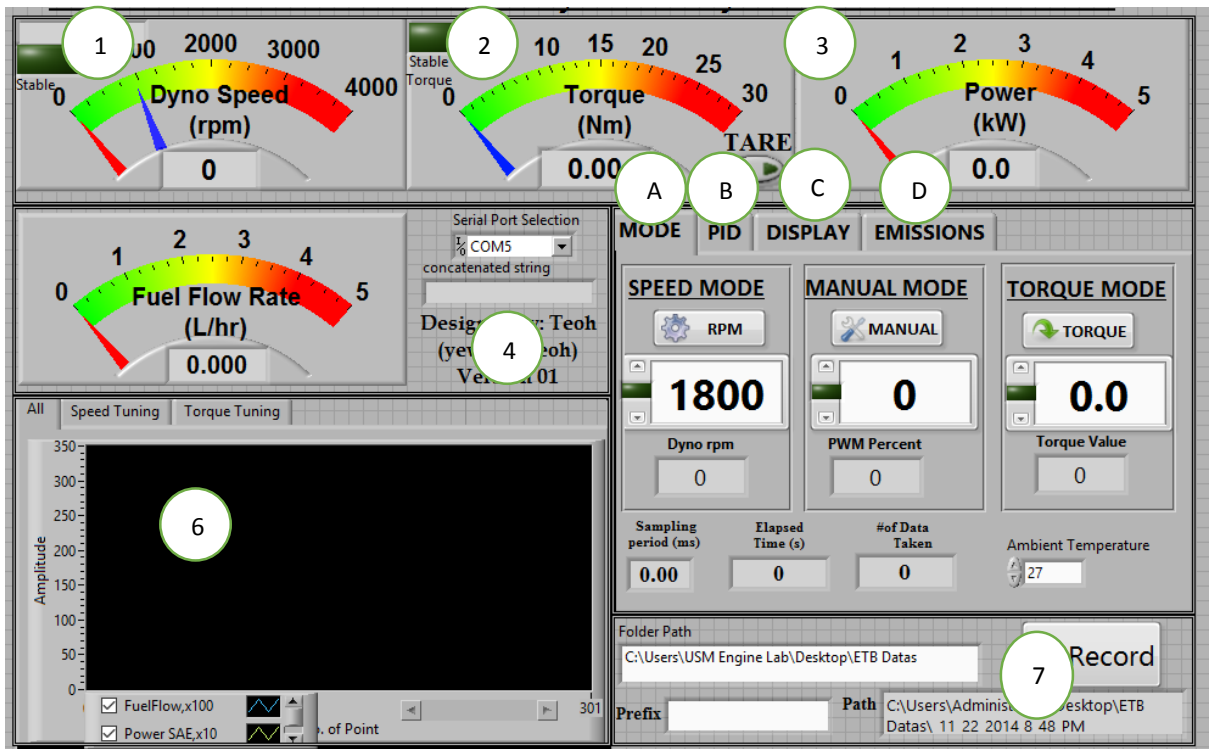 1
2
3
2000
3000
4000
0
Stable
Dyno Speed
(rpm)
0
Stable
Torque
0
10
15
20
25
30
Torque
(Nm)
TARE
0.00
0
1
2
3
4
5
Power
(kW)
0.0
A
B
C
D
0
1
2
3
4
5
Fuel Flow Rate
(L/hr)
0.000
Serial Port Selection
I/O COM5
concatenated string
Teoh
4
01
MODE
PID
DISPLAY
EMISSIONS
SPEED MODE
RPM
1800
Dyno rpm
0
MANUAL MODE
MANUAL
0
PWM Percent
0
TORQUE MODE
TORQUE
0.0
Torque Value
0
Sampling
period (ms)
0.00
Elapsed
Time (s)
0
#of Data
Taken
0
Ambient Temperature
27
All
Speed Tuning
Torque Tuning
350
300
250
200
150
100
50
0
Amplitude
6
301
FuelFlow,x100
Power SAE,x10
. of Point
Folder Path
C:\Users\USM Engine Lab\Desktop\ETB Datas
Record
7
Prefix
Path
C:\Users\Adminis Desktop\ETB
Datas\ 11 22 2014 8 48 PM